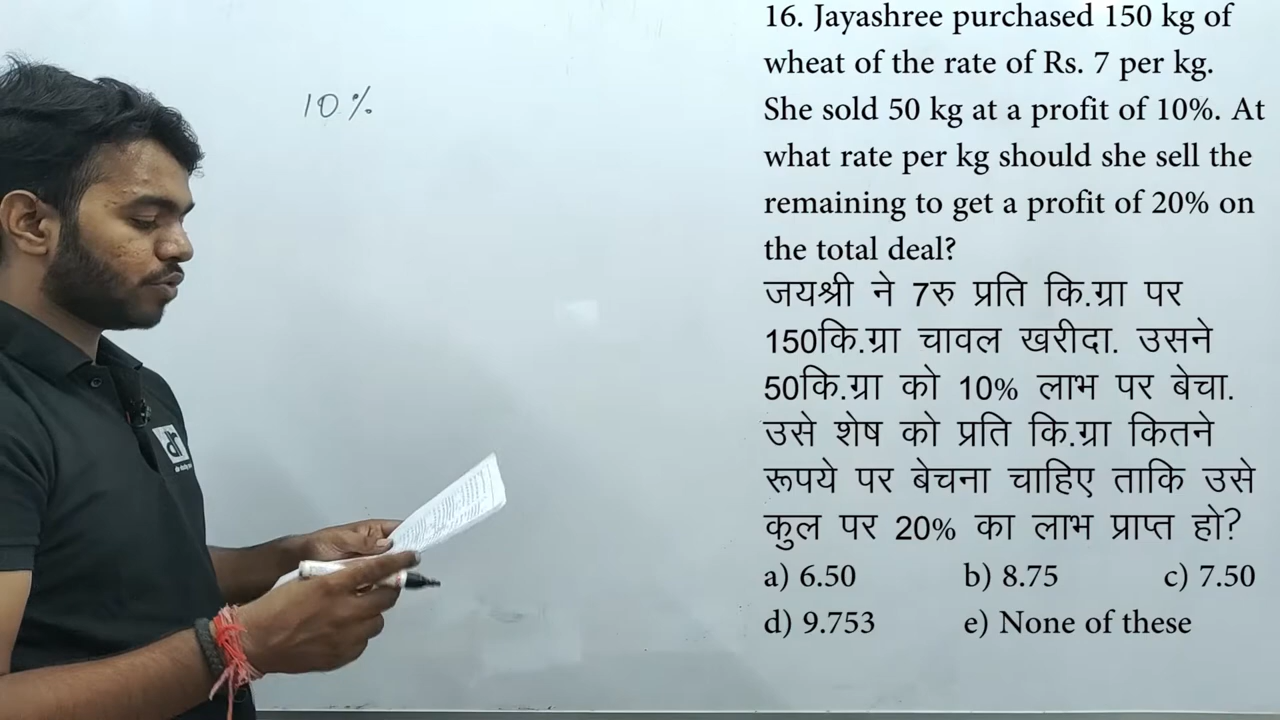 10%
16. Jayashree purchased 150 kg of
wheat of the rate of Rs. 7 per kg.
She sold 50 kg at a profit of 10%. At
what rate per kg should she sell the
remaining to get a profit of 20% on
the total deal?
जयश्री ने 7रु प्रति कि.ग्रा पर
150कि.ग्रा चावल खरीदा. उसने
50कि.ग्रा को 10% लाभ पर बेचा.
उसे शेष को प्रति कि.ग्रा कितने
रूपये पर बेचना चाहिए ताकि उसे
कुल पर 20% का लाभ प्राप्त हो?
a) 6.50 b) 8.75 c) 7.50
d) 9.753 e) None of these